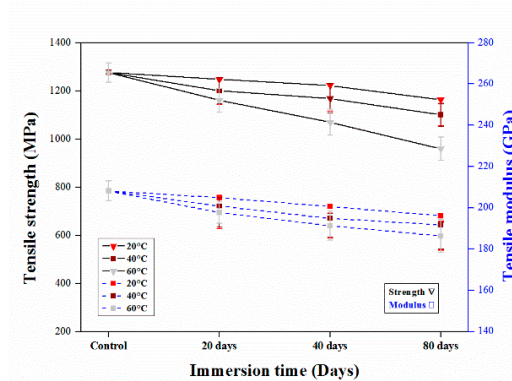 1400
1200
1000
800
600
400
200
Tensile strength (MPa)
280
260
240
220
200
180
160
140
Tensile modulus (GPa)
20°C
40°C
60°C
20°C
40°C
60°C
Strength ▽
Modulus □
Control
20 days
40 days
80 days
Immersion time (Days)